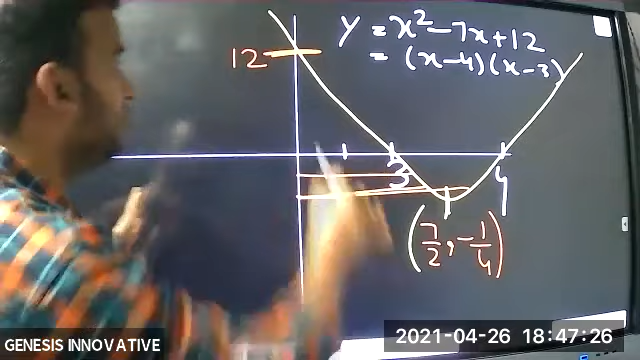 y = x² - 7x + 12
= (x-4)(x-3)
12
1
3
4
(7/2, -1/4)
GENESIS INNOVATIVE
2021-04-26 18:47:26